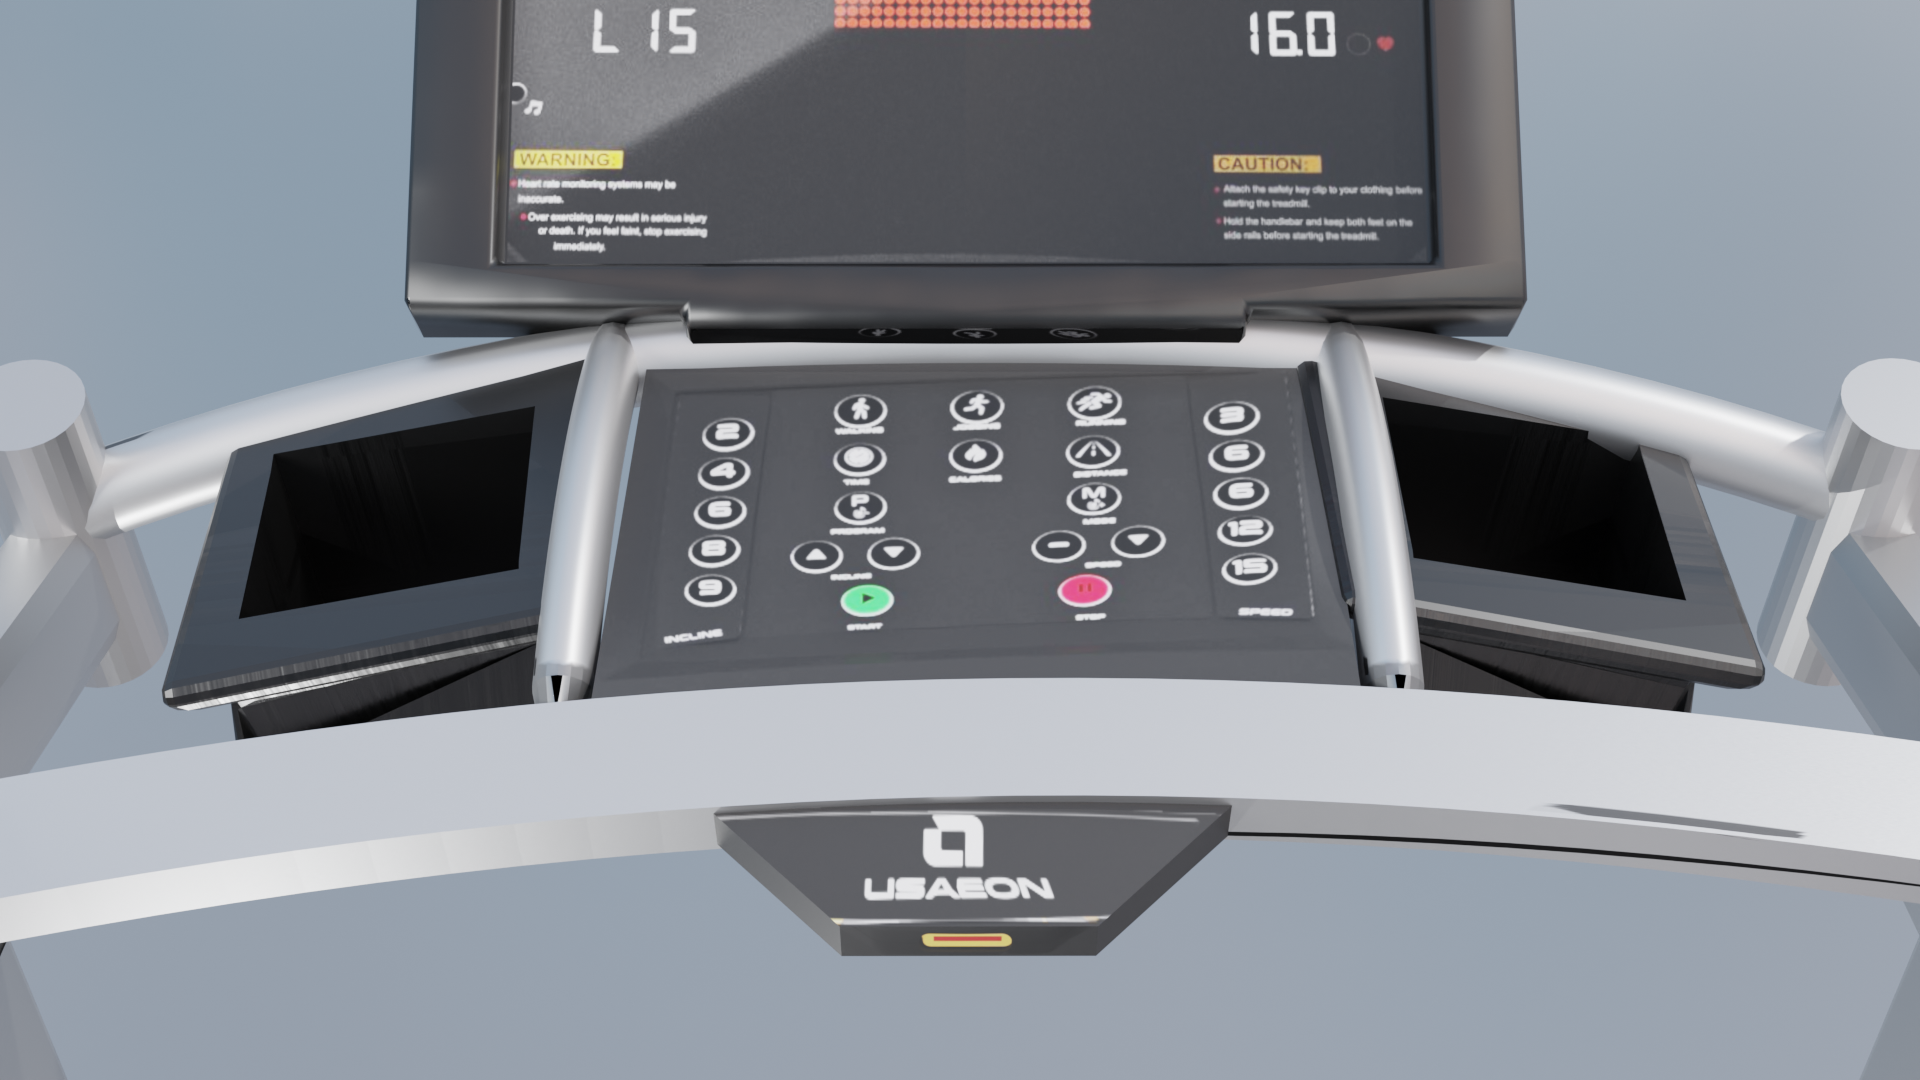 L 15
16.0
WARNING:
Heart rate monitoring systems may be
inaccurate.
Over exercising may result in serious injury
or death. If you feel faint, stop exercising
immediately.
CAUTION:
Attach the safety key clip to your clothing before
starting the treadmill.
Hold the handlebar and keep both feet on the
side rails before starting the treadmill.
2
4
6
8
9
INCLINE
WALKING
JOGGING
RUNNING
TIME
CALORIES
DISTANCE
P
PROGRAM
M
MODE
INCLINE
SPEED
START
STOP
3
6
6
12
15
SPEED
USAEON